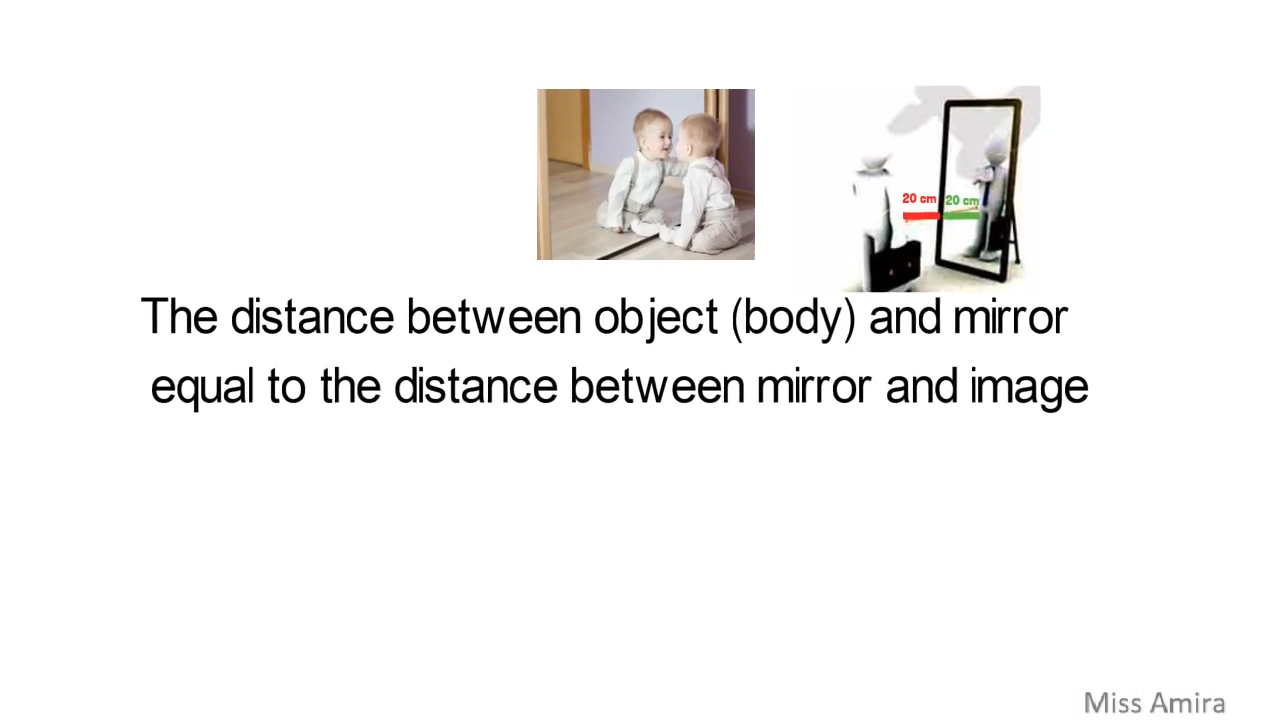 20 cm 20 cm
The distance between object (body) and mirror
equal to the distance between mirror and image
Miss Amira